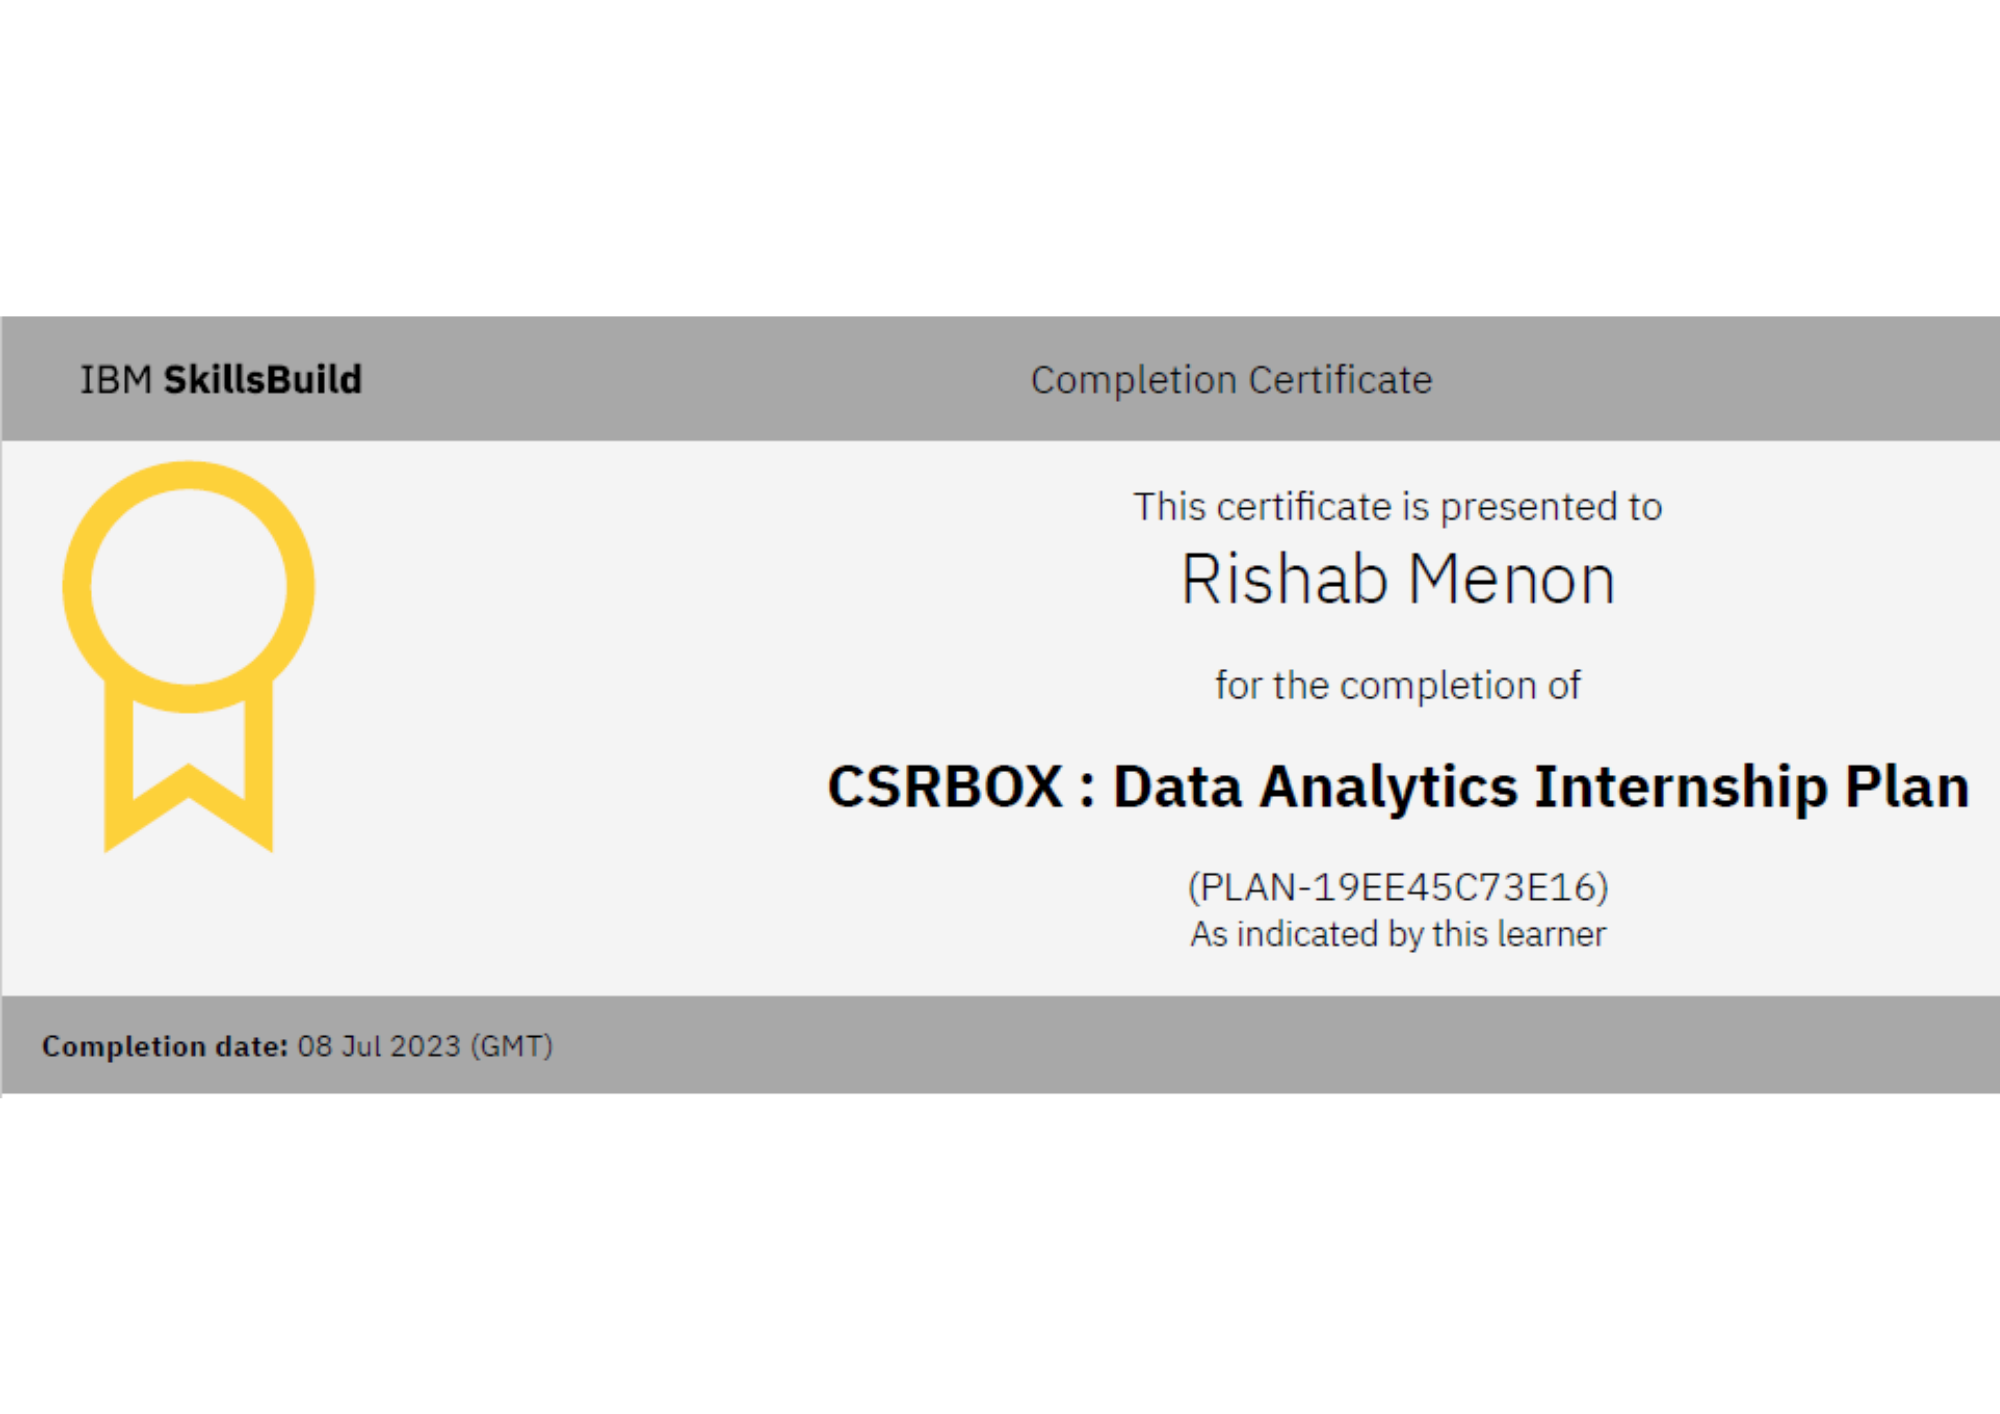 IBM SkillsBuild
Completion Certificate
This certificate is presented to
Rishab Menon
for the completion of
CSRBOX : Data Analytics Internship Plan
(PLAN-19EE45C73E16)
As indicated by this learner
Completion date: 08 Jul 2023 (GMT)